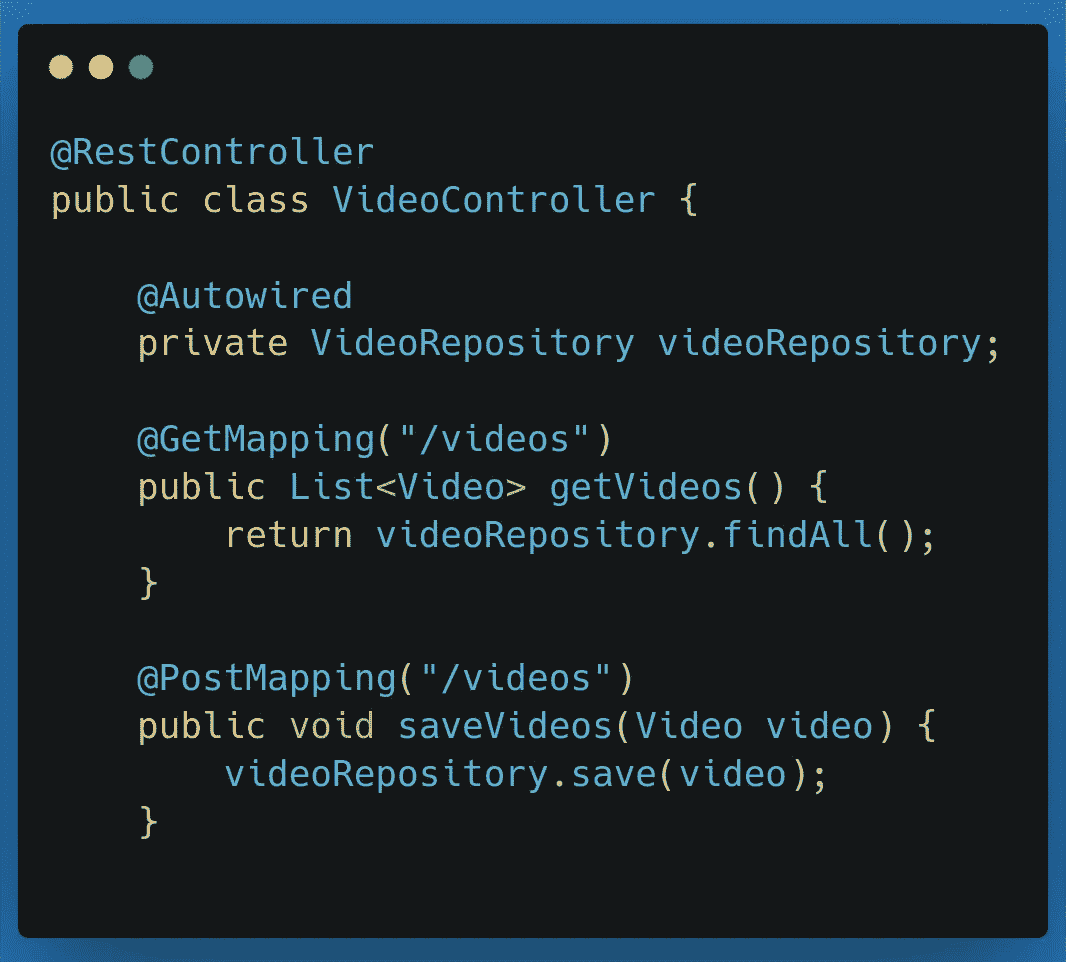 @RestController
public class VideoController {
    @Autowired
    private VideoRepository videoRepository;
    @GetMapping("/videos")
    public List<Video> getVideos() {
        return videoRepository.findAll();
    }
    @PostMapping("/videos")
    public void saveVideos(Video video) {
        videoRepository.save(video);
    }